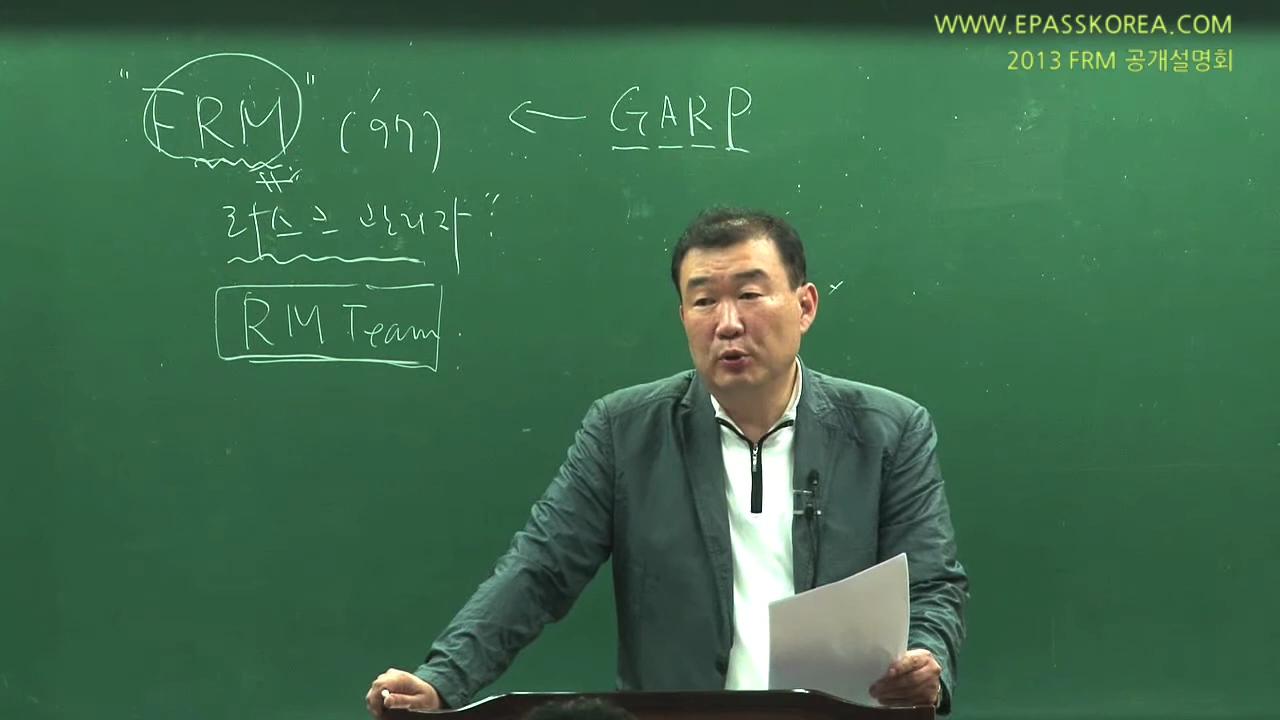 WWW.EPASSKOREA.COM
2013 FRM 공개설명회
"FRM" ('97) ← GARP
리스크 관리자"
RM Team.